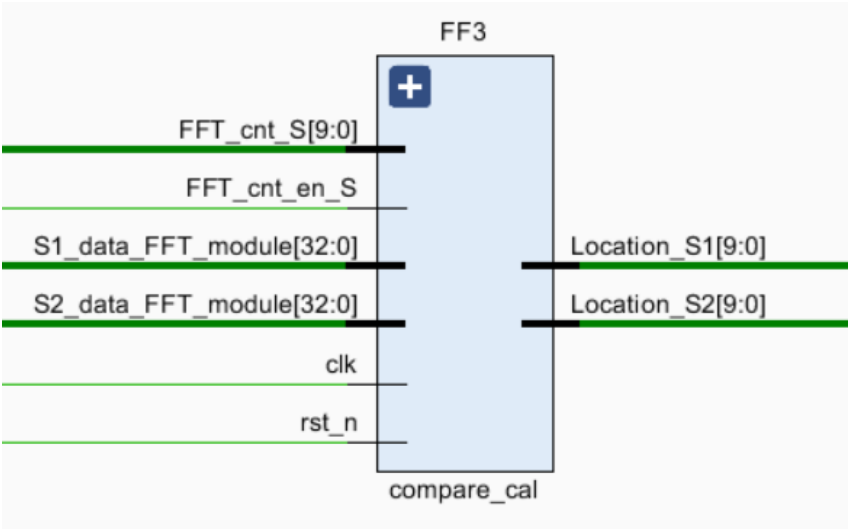 FF3
FFT_cnt_S[9:0]
FFT_cnt_en_S
S1_data_FFT_module[32:0]
Location_S1[9:0]
S2_data_FFT_module[32:0]
Location_S2[9:0]
clk
rst_n
compare_cal